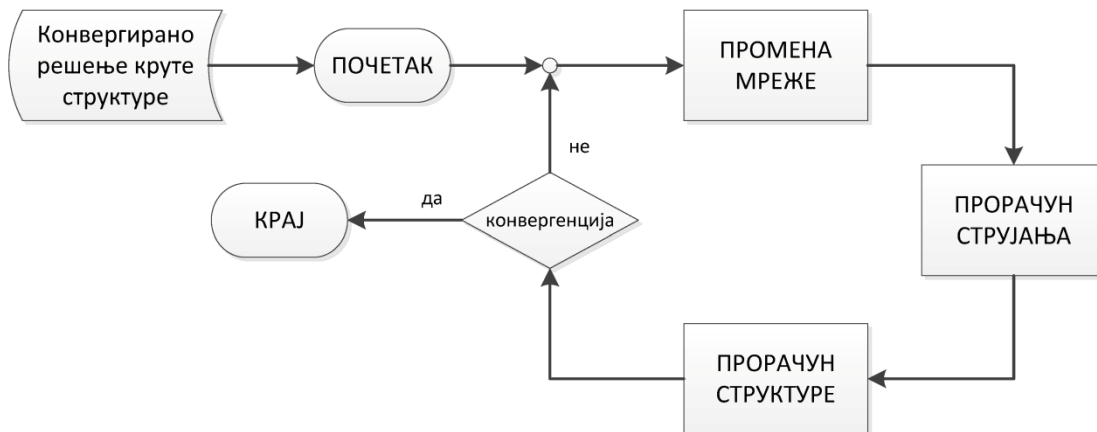 Конвергирано
решење круте
структуре
ПОЧЕТАК
ПРОМЕНА
МРЕЖЕ
не
да
КРАЈ
конвергенција
ПРОРАЧУН
СТРУЈАЊА
ПРОРАЧУН
СТРУКТУРЕ